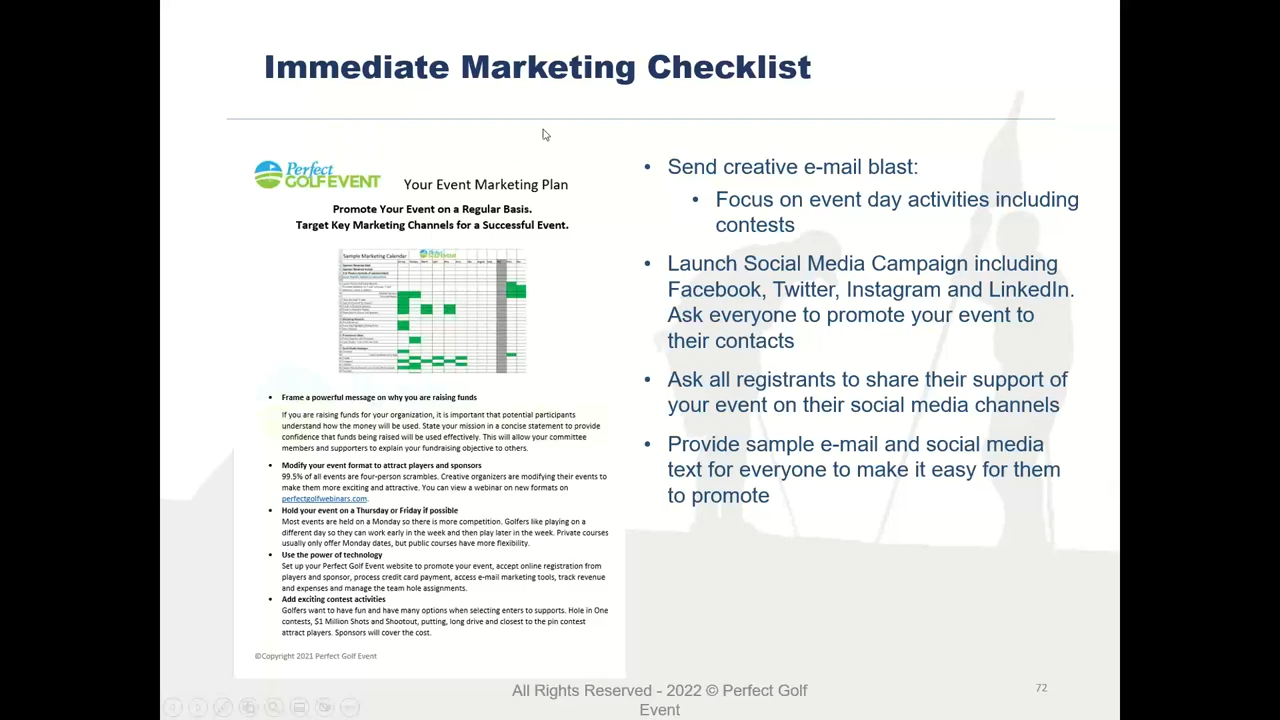 Immediate Marketing Checklist
Perfect
GOLFEVENT
Your Event Marketing Plan
Promote Your Event on a Regular Basis.
Target Key Marketing Channels for a Successful Event.
Sample Marketing Calendar
• Frame a powerful message on why you are raising funds
If you are raising funds for your organization, it is important that potential participants
understand how the money will be used. State your mission in a concise statement to provide
confidence that funds being raised will be used effectively. This will allow your committee
members and supporters to explain your fundraising objective to others.
• Modify your event format to attract players and sponsors
99.5% of all events are four-person scrambles. Creative organizers are modifying their events to
make them more exciting and attractive. You can view a webinar on new formats on
perfectgolfwebinars.com.
• Hold your event on a Thursday or Friday if possible
Most events are held on a Monday so there is more competition. Golfers like playing on a
different day so they can work early in the week and then play later in the week. Private courses
usually only offer Monday dates, but public courses have more flexibility.
• Use the power of technology
Set up your Perfect Golf Event website to promote your event, accept online registration from
players and sponsor, process credit card payment, access e-mail marketing tools, track revenue
and expenses and manage the team hole assignments.
• Add exciting contest activities
Golfers want to have fun and have many options when selecting enters to supports. Hole in One
contests, $1 Million Shots and Shootout, putting, long drive and closest to the pin contest
attract players. Sponsors will cover the cost.
©Copyright 2021 Perfect Golf Event
• Send creative e-mail blast:
• Focus on event day activities including
contests
• Launch Social Media Campaign including
Facebook, Twitter, Instagram and LinkedIn.
Ask everyone to promote your event to
their contacts
• Ask all registrants to share their support of
your event on their social media channels
• Provide sample e-mail and social media
text for everyone to make it easy for them
to promote
All Rights Reserved - 2022 © Perfect Golf
Event
72